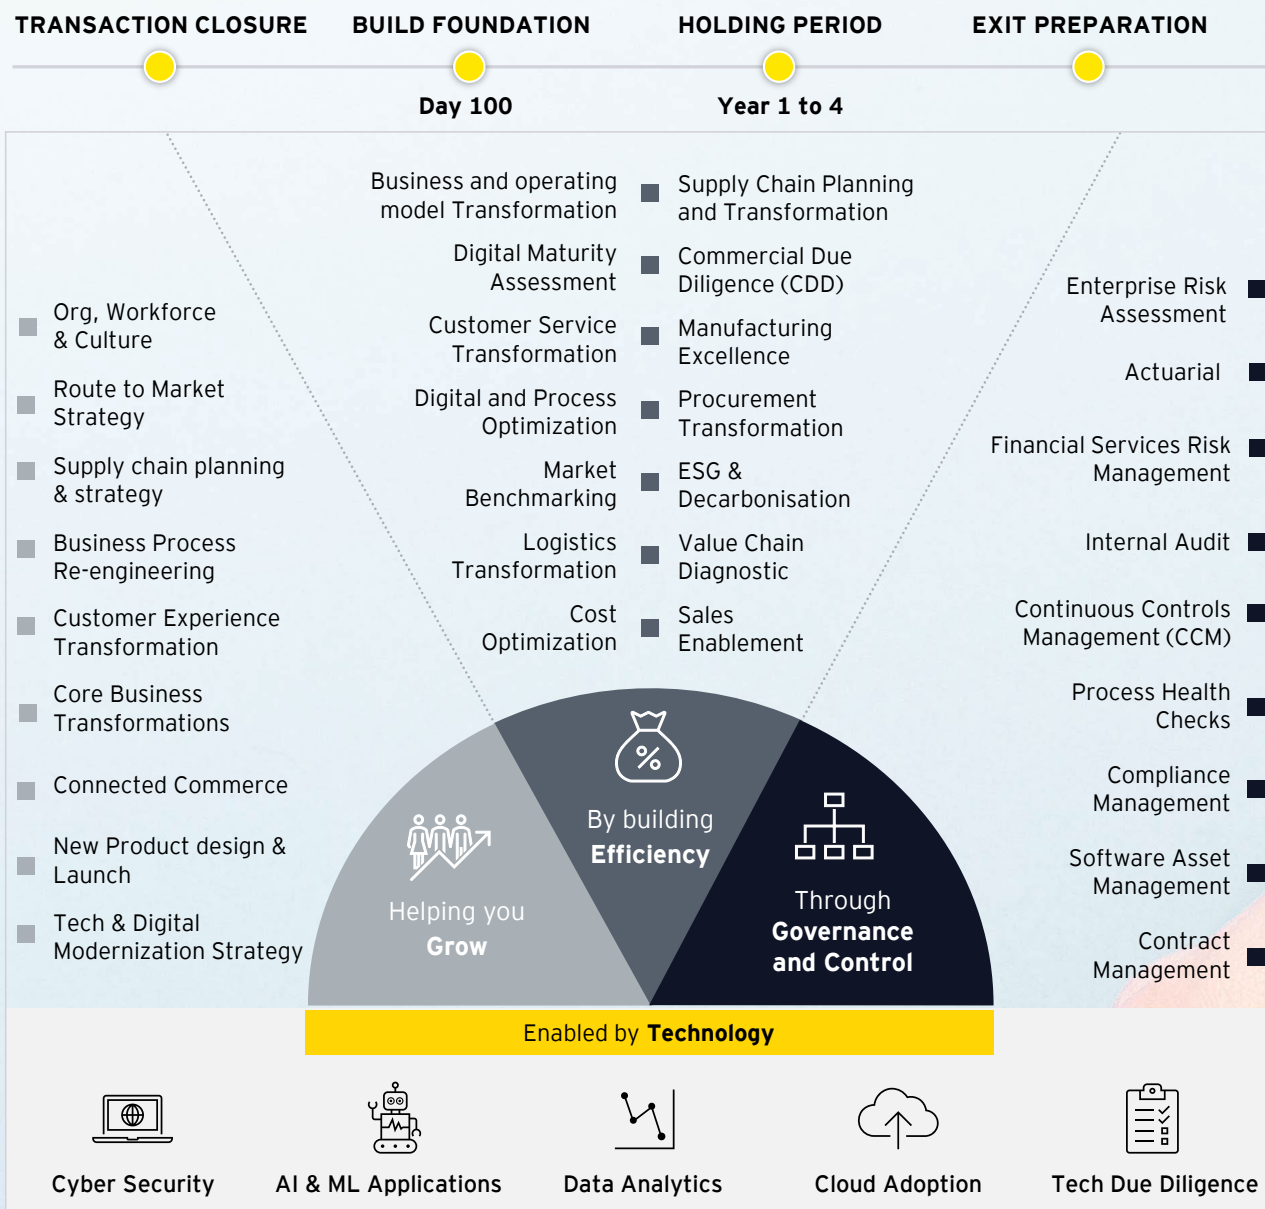 TRANSACTION CLOSURE
BUILD FOUNDATION
HOLDING PERIOD
EXIT PREPARATION
Day 100
Year 1 to 4
Org, Workforce
& Culture
Route to Market
Strategy
Supply chain planning
& strategy
Business Process
Re-engineering
Customer Experience
Transformation
Core Business
Transformations
Connected Commerce
New Product design &
Launch
Tech & Digital
Modernization Strategy
Business and operating
model Transformation
Digital Maturity
Assessment
Customer Service
Transformation
Digital and Process
Optimization
Market
Benchmarking
Logistics
Transformation
Cost
Optimization
Supply Chain Planning
and Transformation
Commercial Due
Diligence (CDD)
Manufacturing
Excellence
Procurement
Transformation
ESG &
Decarbonisation
Value Chain
Diagnostic
Sales
Enablement
Enterprise Risk
Assessment
Actuarial
Financial Services Risk
Management
Internal Audit
Continuous Controls
Management (CCM)
Process Health
Checks
Compliance
Management
Software Asset
Management
Contract
Management
Helping you
Grow
%
By building
Efficiency
Through
Governance
and Control
Enabled by Technology
Cyber Security
AI & ML Applications
Data Analytics
Cloud Adoption
Tech Due Diligence